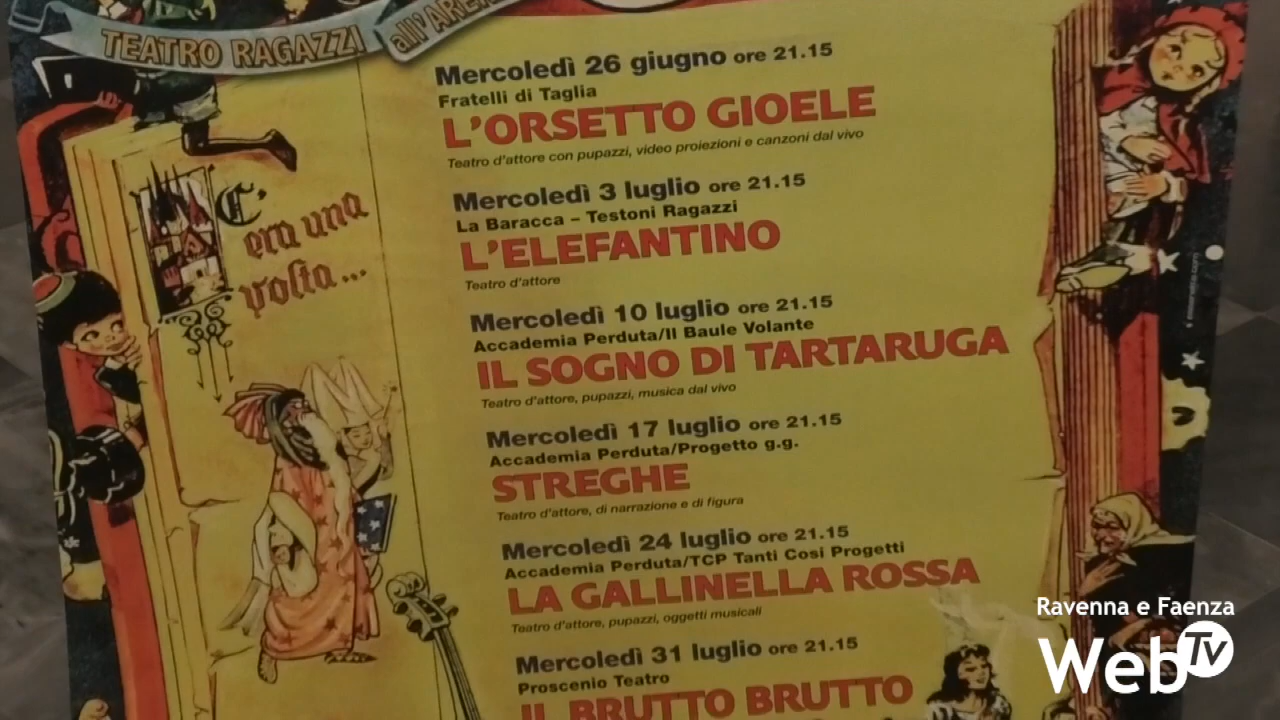 TEATRO RAGAZZI all'ARENA
Mercoledì 26 giugno ore 21.15
Fratelli di Taglia
L'ORSETTO GIOELE
Teatro d'attore con pupazzi, video proiezioni e canzoni dal vivo
C'era una
volta...
Mercoledì 3 luglio ore 21.15
La Baracca – Testoni Ragazzi
L'ELEFANTINO
Teatro d'attore
Mercoledì 10 luglio ore 21.15
Accademia Perduta/Il Baule Volante
IL SOGNO DI TARTARUGA
Teatro d'attore, pupazzi, musica dal vivo
Mercoledì 17 luglio ore 21.15
Accademia Perduta/Progetto g.g.
STREGHE
Teatro d'attore, di narrazione e di figura
Mercoledì 24 luglio ore 21.15
Accademia Perduta/TCP Tanti Cosi Progetti
LA GALLINELLA ROSSA
Teatro d'attore, pupazzi, oggetti musicali
Mercoledì 31 luglio ore 21.15
Proscenio Teatro
IL BRUTTO BRUTTO
Ravenna e Faenza
Web Tv